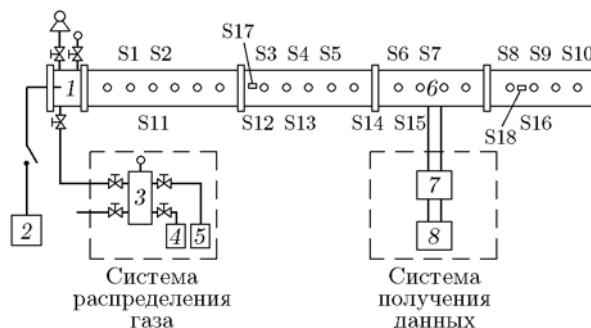 S17
S1 S2 S3 S4 S5 S6 S7 S8 S9 S10
1 6
S11 S12 S13 S14 S15 S18 S16
2 3 4 5 7 8
Система
распределения
газа
Система
получения
данных